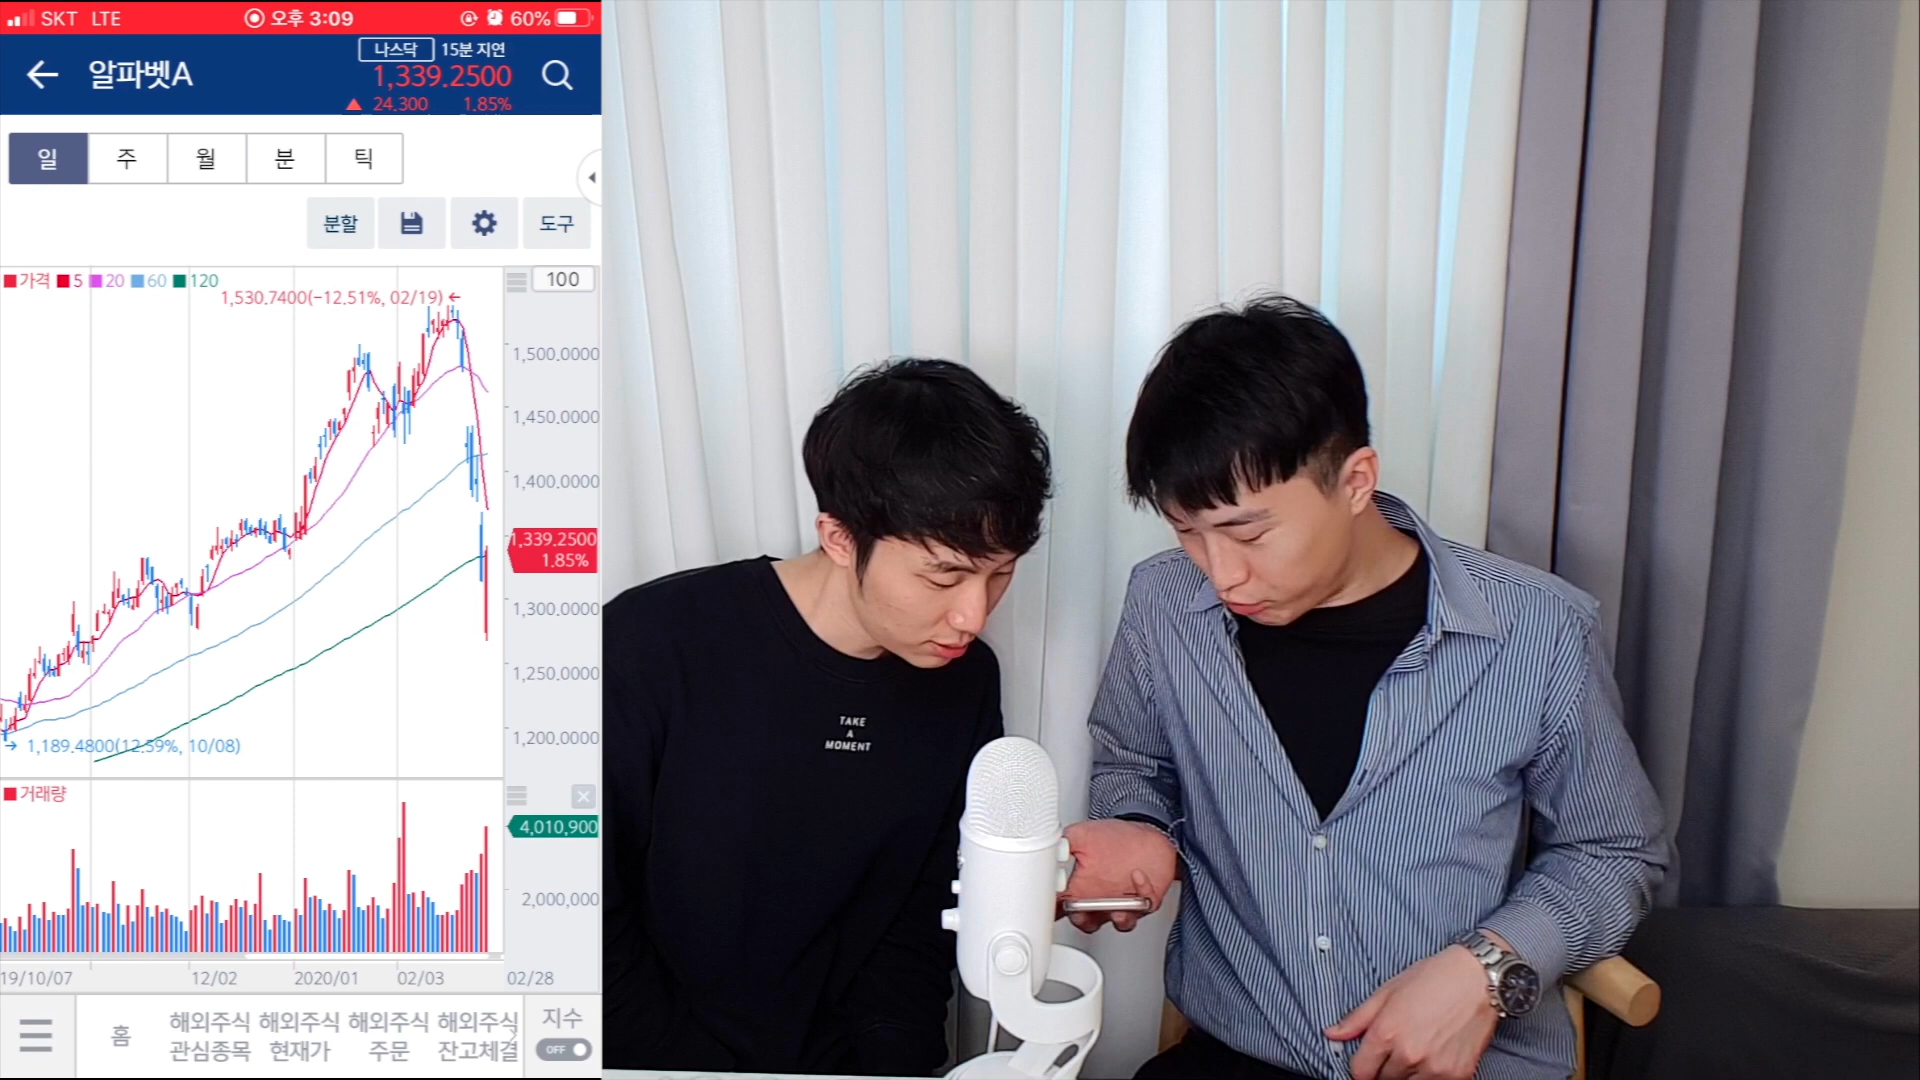 SKT LTE 오후 3:09 60%
알파벳A
나스닥 15분 지연
1,339.2500
▲ 24.300 1.85%
일 주 월 분 틱
분할 도구
가격 5 20 60 120
100
1,530.7400(-12.51%, 02/19) ←
1,500.0000
1,450.0000
1,400.0000
1,339.2500
1.85%
1,300.0000
1,250.0000
1,200.0000
→ 1,189.4800(12.59%, 10/08)
거래량
4,010,900
2,000,000
19/10/07 12/02 2020/01 02/03 02/28
홈
해외주식 관심종목
해외주식 현재가
해외주식 주문
해외주식 잔고체결
지수
OFF
TAKE
A
MOMENT